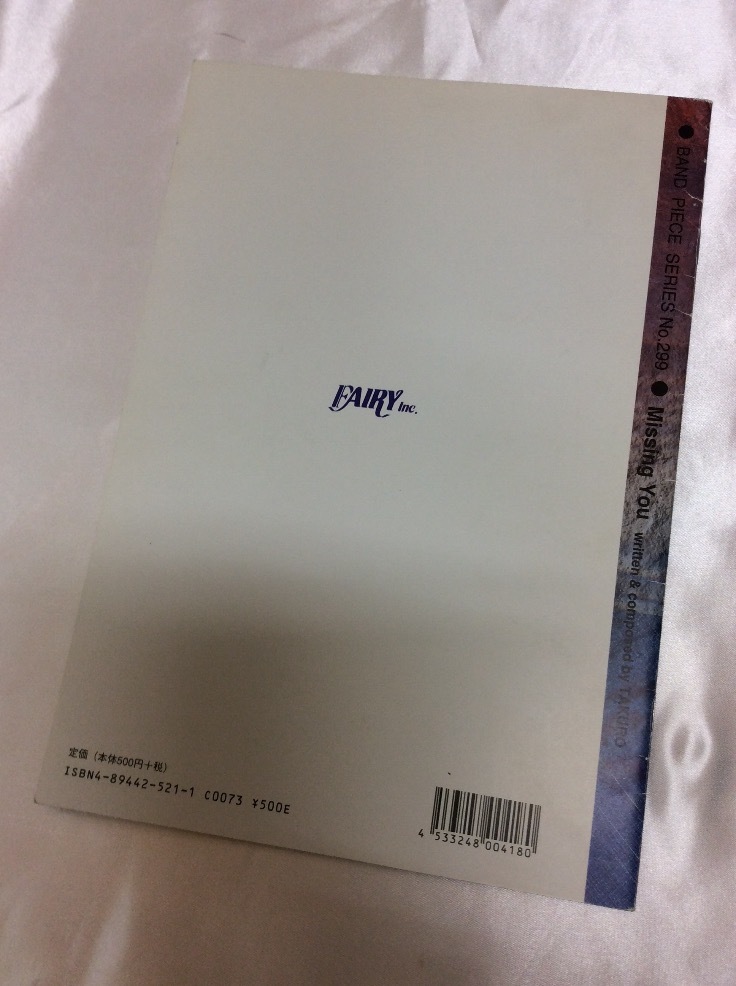 ● BAND PIECE SERIES No.299 ● Missing You written & composed by TAKURO
FAIRY Inc.
定価（本体500円+税）
ISBN4-89442-521-1 C0073 ¥500E
4 533248 004180